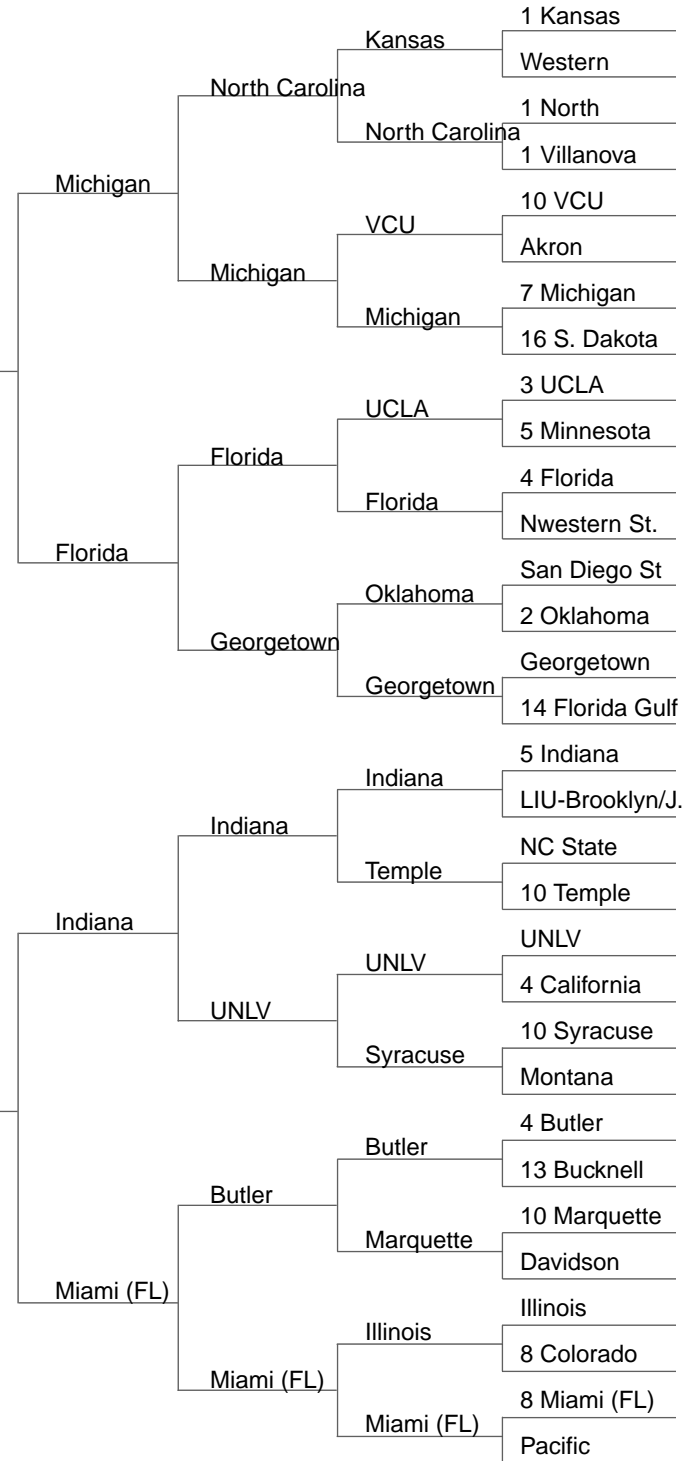 1 Kansas
Kansas
Western
North Carolina
1 North
North Carolina
1 Villanova
Michigan
10 VCU
VCU
Akron
Michigan
7 Michigan
Michigan
16 S. Dakota
3 UCLA
UCLA
5 Minnesota
Florida
4 Florida
Florida
Nwestern St.
Florida
San Diego St
Oklahoma
2 Oklahoma
Georgetown
Georgetown
Georgetown
14 Florida Gulf
5 Indiana
Indiana
LIU-Brooklyn/J.
Indiana
NC State
Temple
10 Temple
Indiana
UNLV
UNLV
4 California
UNLV
10 Syracuse
Syracuse
Montana
4 Butler
Butler
13 Bucknell
Butler
10 Marquette
Marquette
Davidson
Miami (FL)
Illinois
Illinois
8 Colorado
Miami (FL)
8 Miami (FL)
Miami (FL)
Pacific